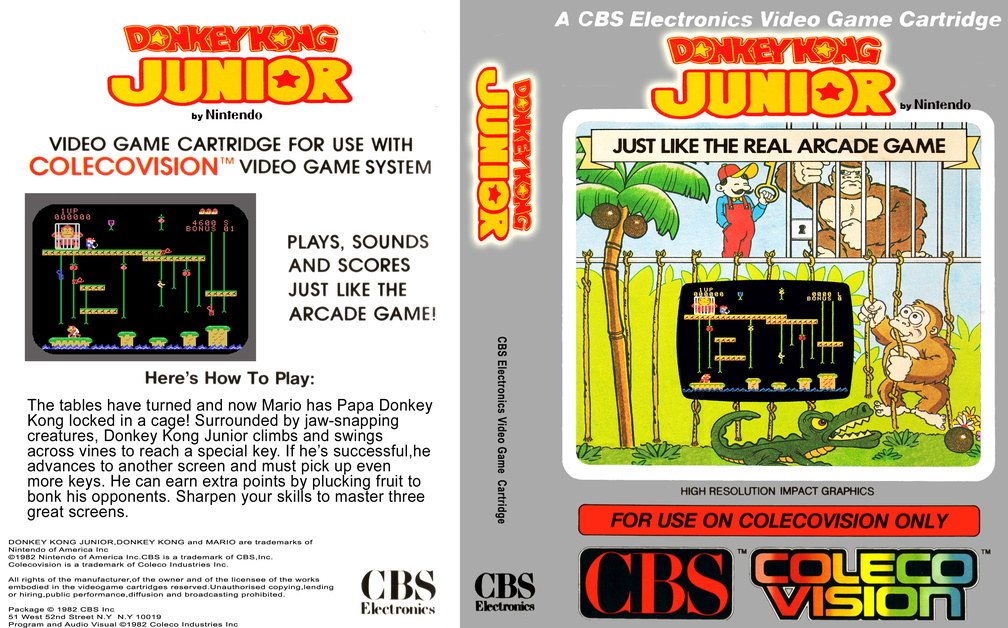 DONKEY KONG
JUNIOR
by Nintendo
VIDEO GAME CARTRIDGE FOR USE WITH
COLECOVISION™ VIDEO GAME SYSTEM
1UP
000000
4600 S
BONUS 01
PLAYS, SOUNDS
AND SCORES
JUST LIKE THE
ARCADE GAME!
Here's How To Play:
The tables have turned and now Mario has Papa Donkey
Kong locked in a cage! Surrounded by jaw-snapping
creatures, Donkey Kong Junior climbs and swings
across vines to reach a special key. If he's successful,he
advances to another screen and must pick up even
more keys. He can earn extra points by plucking fruit to
bonk his opponents. Sharpen your skills to master three
great screens.
DONKEY KONG JUNIOR,DONKEY KONG and MARIO are trademarks of
Nintendo of America Inc
©1982 Nintendo of America Inc.CBS is a trademark of CBS,Inc.
Colecovision is a trademark of Coleco Industries Inc.
All rights of the manufacturer,of the owner and of the licensee of the works
embodied in the videogame cartridges reserved.Unauthorised copying,lending
or hiring,public performance,diffusion and broadcasting prohibited.
Package © 1982 CBS Inc
51 West 52nd Street N.Y N.Y 10019
Program and Audio Visual ©1982 Coleco Industries Inc
CBS
Electronics
DONKEY KONG
JUNIOR
CBS Electronics Video Game Cartridge
CBS
Electronics
A CBS Electronics Video Game Cartridge
DONKEY KONG
JUNIOR
by Nintendo
JUST LIKE THE REAL ARCADE GAME
1UP
HIGH RESOLUTION IMPACT GRAPHICS
FOR USE ON COLECOVISION ONLY
CBS™
COLECO
VISION™